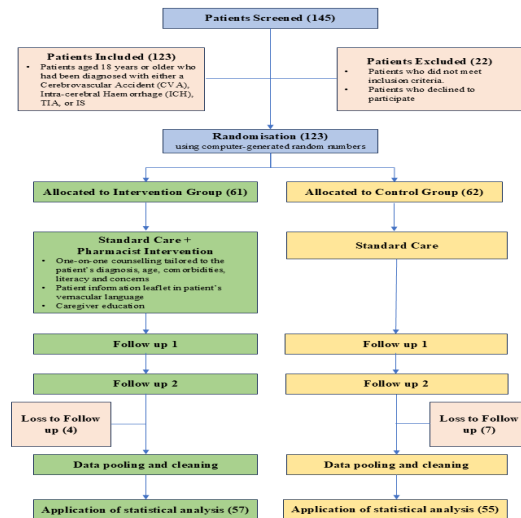 Patients Screened (145)
Patients Included (123)
• Patients aged 18 years or older who
had been diagnosed with either a
Cerebrovascular Accident (CVA),
Intra-cerebral Haemorrhage (ICH),
TIA, or IS
Patients Excluded (22)
• Patients who did not meet
inclusion criteria.
• Patients who declined to
participate
Randomisation (123)
using computer-generated random numbers
Allocated to Intervention Group (61)
Allocated to Control Group (62)
Standard Care +
Pharmacist Intervention
• One-on-one counselling tailored to the
patient's diagnosis, age, comorbidities,
literacy and concerns
• Patient information leaflet in patient's
vernacular language
• Caregiver education
Standard Care
Follow up 1
Follow up 1
Follow up 2
Follow up 2
Loss to Follow
up (4)
Loss to Follow
up (7)
Data pooling and cleaning
Data pooling and cleaning
Application of statistical analysis (57)
Application of statistical analysis (55)